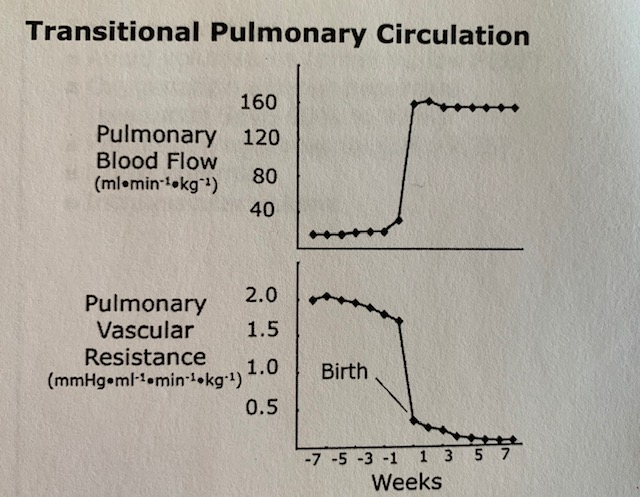 Transitional Pulmonary Circulation
160
120
80
40
Pulmonary
Blood Flow
(ml•min⁻¹•kg⁻¹)
2.0
1.5
1.0
0.5
Pulmonary
Vascular
Resistance
(mmHg•ml⁻¹•min⁻¹•kg⁻¹)
Birth
-7 -5 -3 -1 1 3 5 7
Weeks